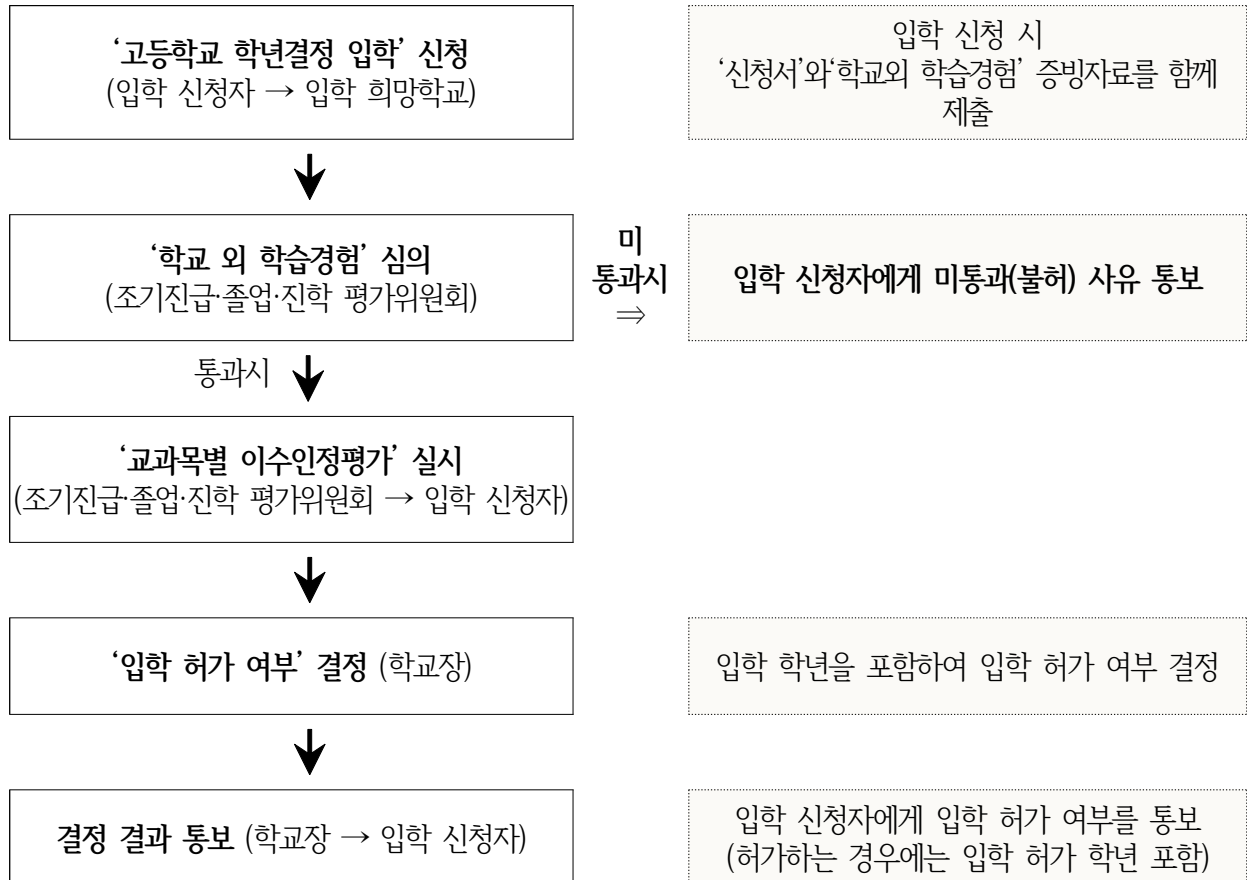 ‘고등학교 학년결정 입학’ 신청
(입학 신청자 → 입학 희망학교)
입학 신청 시
‘신청서’와‘학교외 학습경험’ 증빙자료를 함께
제출
‘학교 외 학습경험’ 심의
(조기진급·졸업·진학 평가위원회)
미
통과시
⇒
입학 신청자에게 미통과(불허) 사유 통보
통과시
‘교과목별 이수인정평가’ 실시
(조기진급·졸업·진학 평가위원회 → 입학 신청자)
‘입학 허가 여부’ 결정 (학교장)
입학 학년을 포함하여 입학 허가 여부 결정
결정 결과 통보 (학교장 → 입학 신청자)
입학 신청자에게 입학 허가 여부를 통보
(허가하는 경우에는 입학 허가 학년 포함)